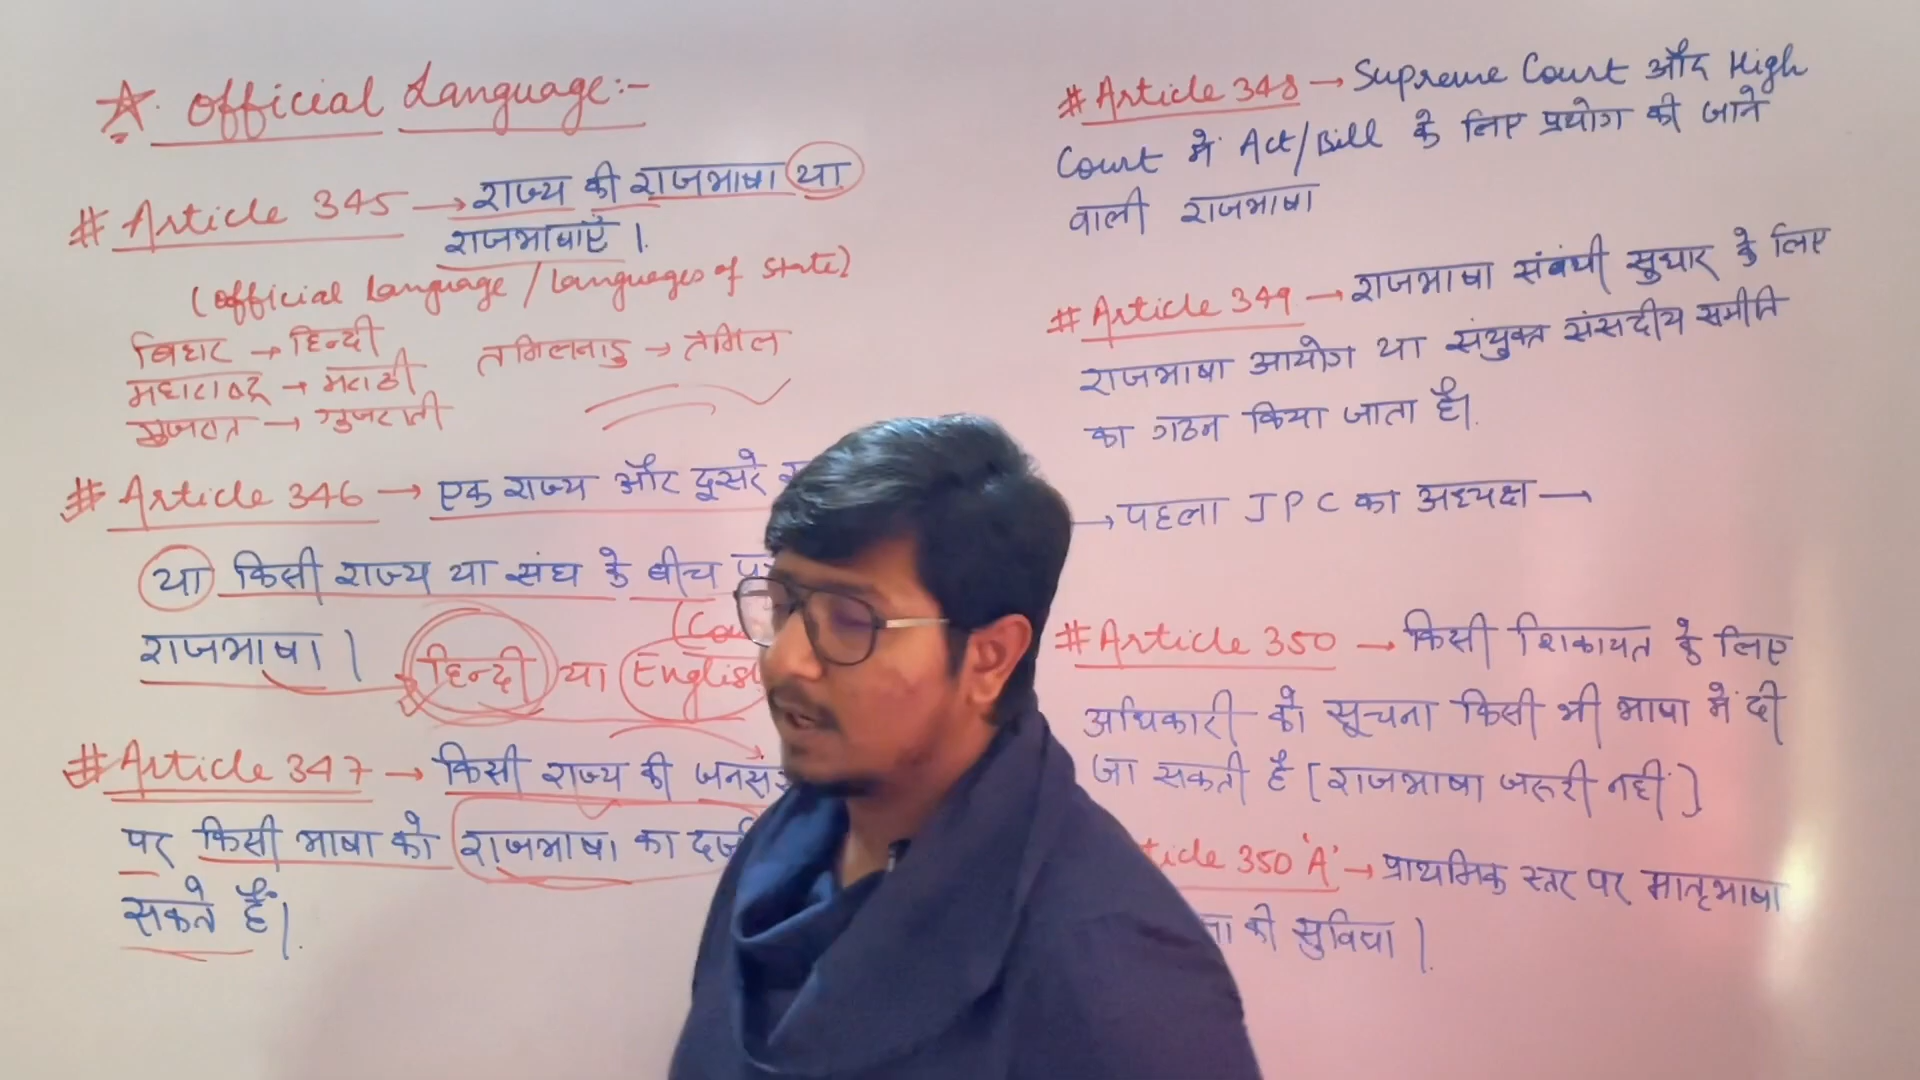 ☆. Official Language:-
# Article 345 → राज्य की राजभाषा या
राजभाषाएँ।
(Official Language / Languages of State)
बिहार → हिन्दी
तमिलनाडु → तमिल
महाराष्ट्र → मराठी
गुजरात → गुजराती
# Article 346 → एक राज्य और दूसरे
या किसी राज्य या संघ के बीच
राजभाषा। हिन्दी या English
# Article 347 → किसी राज्य की
पर किसी भाषा को राजभाषा का
सकते हैं।
# Article 348 → Supreme Court और High
Court में Act/Bill के लिए प्रयोग की जाने
वाली राजभाषा
# Article 349 → राजभाषा संबंधी सुधार के लिए
राजभाषा आयोग या संयुक्त संसदीय समीति
का गठन किया जाता है।
→ पहला JPC का अध्यक्ष →
# Article 350 → किसी शिकायत के लिए
अधिकारी को सूचना किसी भी भाषा में दी
जा सकती है [राजभाषा जरूरी नहीं]
350 'A' → प्राथमिक स्तर पर मातृभाषा
की सुविधा।